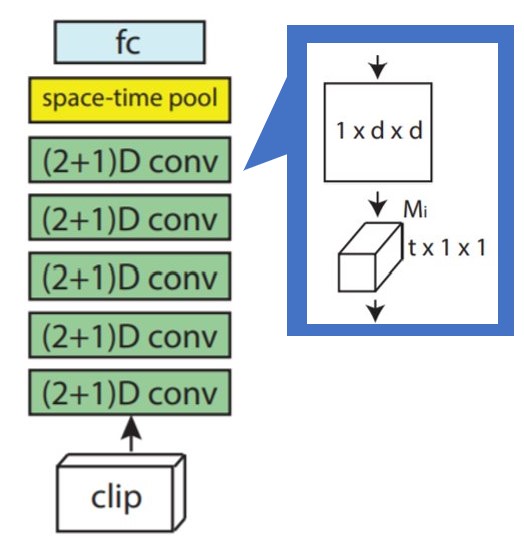 fc
space-time pool
(2+1)D conv
(2+1)D conv
(2+1)D conv
(2+1)D conv
(2+1)D conv
clip
1 x d x d
Mi
t x 1 x 1